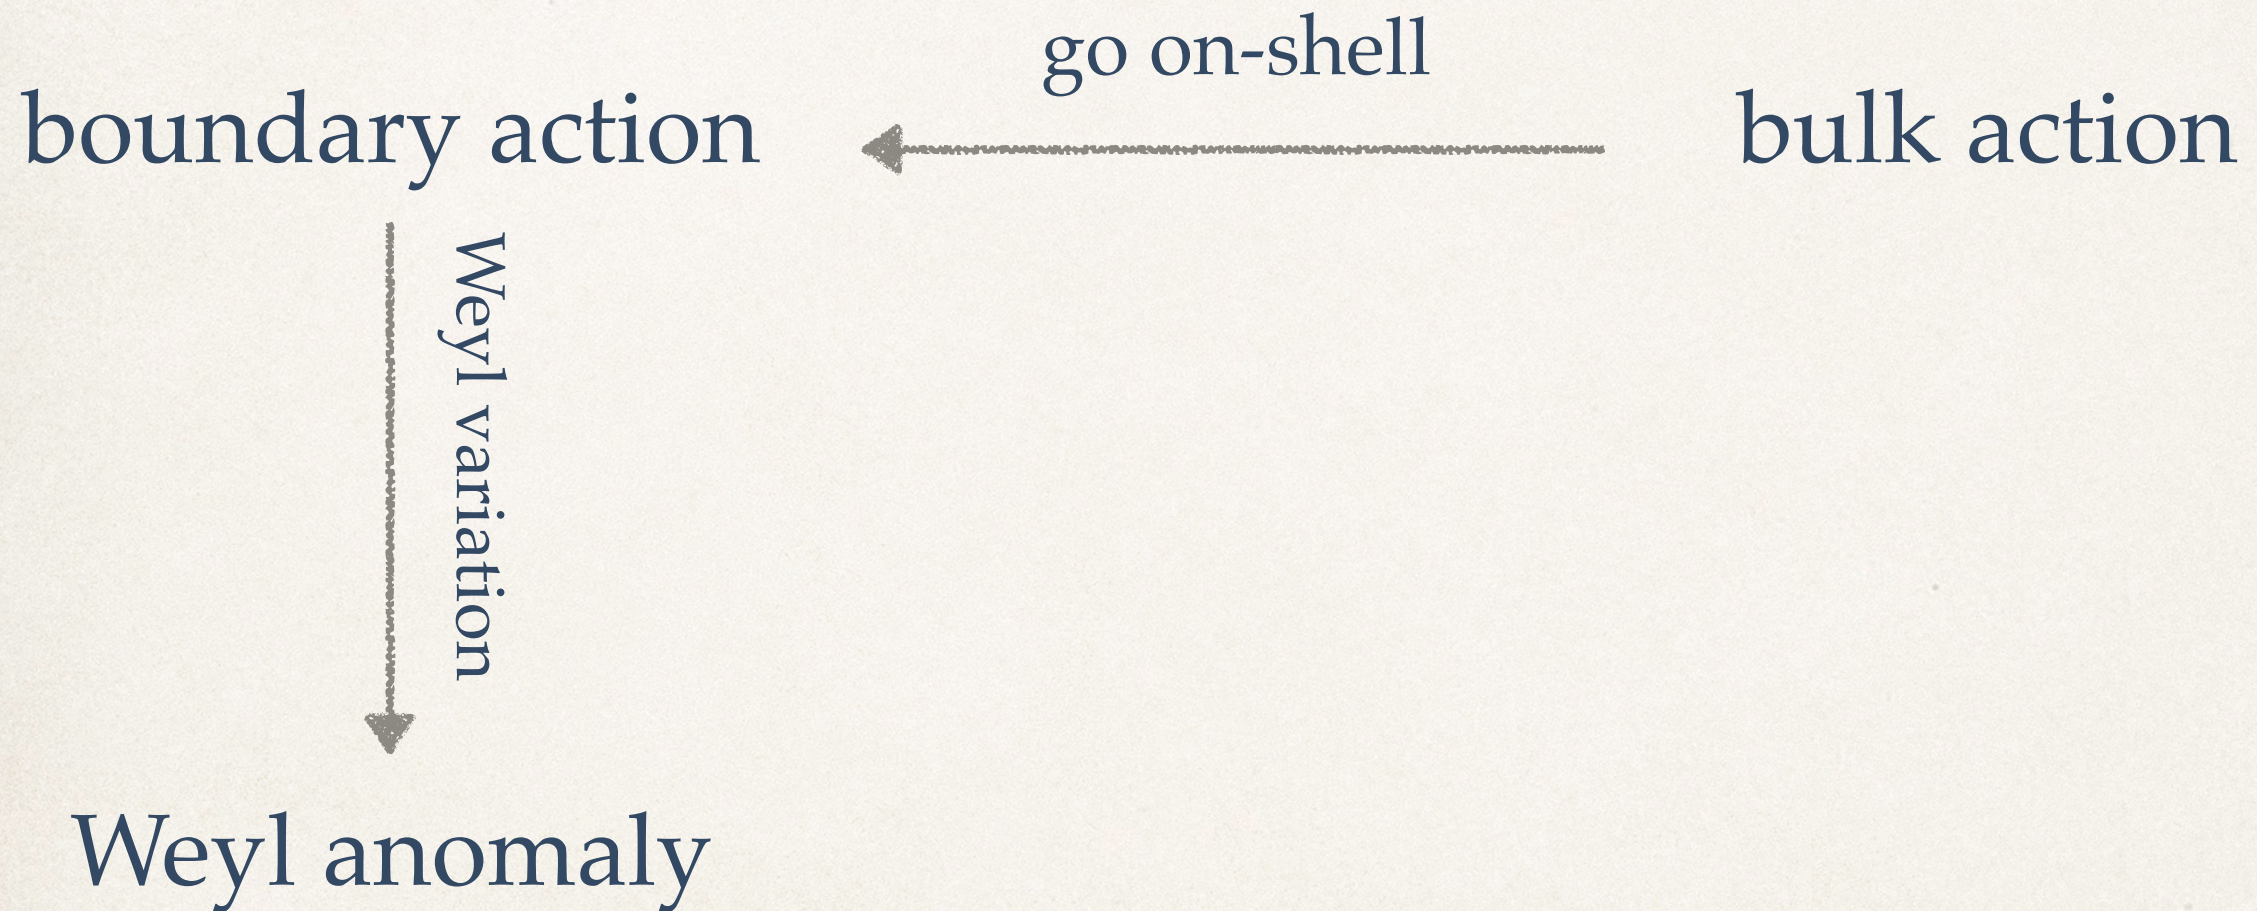 go on-shell
boundary action
bulk action
Weyl variation
Weyl anomaly